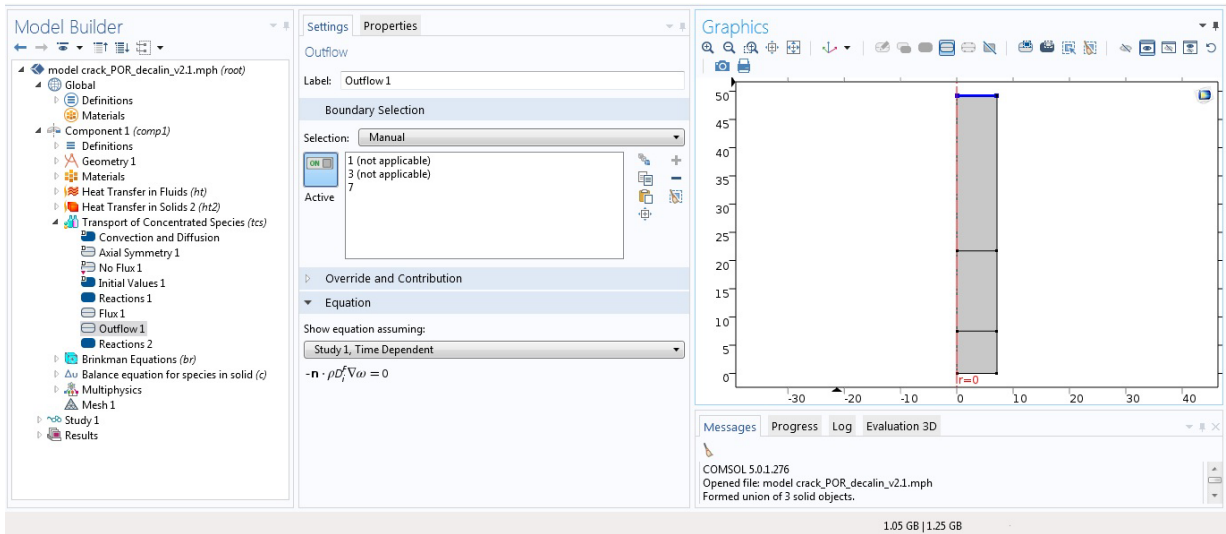 Model Builder
model crack_POR_decalin_v2.1.mph (root)
Global
Definitions
Materials
Component 1 (comp1)
Definitions
Geometry 1
Materials
Heat Transfer in Fluids (ht)
Heat Transfer in Solids 2 (ht2)
Transport of Concentrated Species (tcs)
Convection and Diffusion
Axial Symmetry 1
No Flux 1
Initial Values 1
Reactions 1
Flux 1
Outflow 1
Reactions 2
Brinkman Equations (br)
Δu Balance equation for species in solid (c)
Multiphysics
Mesh 1
Study 1
Results
Settings Properties
Outflow
Label: Outflow 1
Boundary Selection
Selection: Manual
ON
Active
1 (not applicable)
3 (not applicable)
7
Override and Contribution
Equation
Show equation assuming:
Study 1, Time Dependent
-n · ρD_i^F ∇ω = 0
Graphics
50
45
40
35
30
25
20
15
10
5
0
r=0
-30 -20 -10 0 10 20 30 40
Messages Progress Log Evaluation 3D
COMSOL 5.0.1.276
Opened file: model crack_POR_decalin_v2.1.mph
Formed union of 3 solid objects.
1.05 GB | 1.25 GB